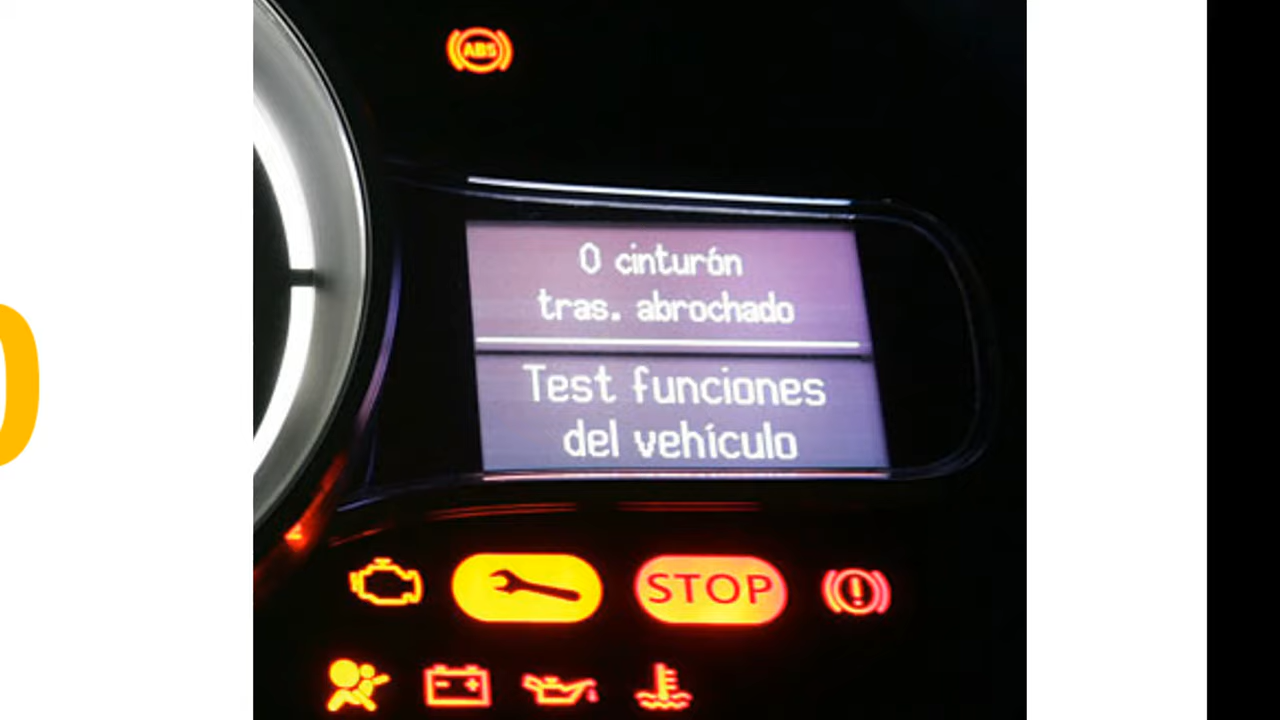 ABS
0 cinturón
tras. abrochado
Test funciones
del vehículo
STOP